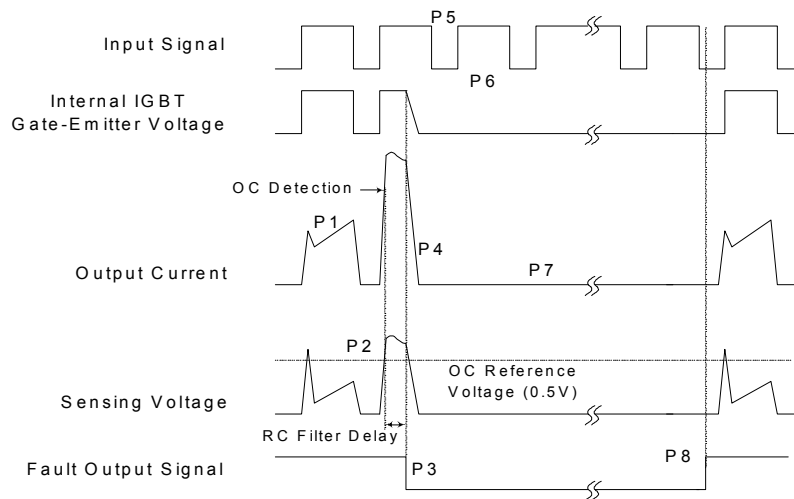 P5
Input Signal
P6
Internal IGBT
Gate-Emitter Voltage
OC Detection
P1
P4
Output Current
P7
P2
OC Reference
Voltage (0.5V)
Sensing Voltage
RC Filter Delay
Fault Output Signal
P3
P8